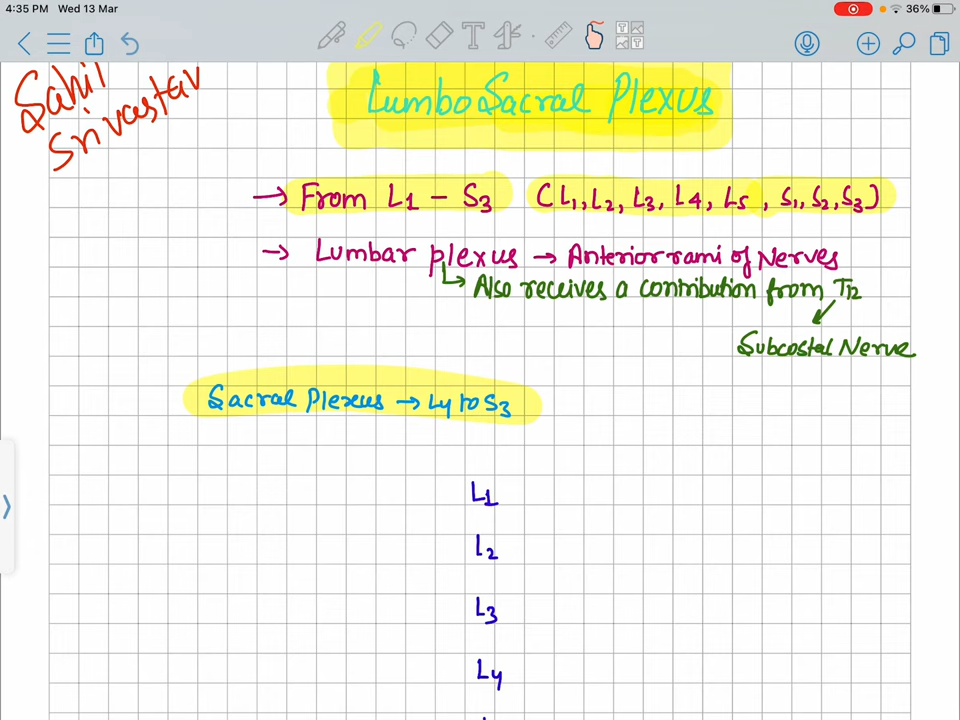 4:35 PM Wed 13 Mar 36%
Sahil
Srivastav
LumboSacral Plexus
→ From L1 - S3 (L1, L2, L3, L4, L5, S1, S2, S3)
→ Lumbar plexus → Anterior rami of Nerves
↳ Also receives a contribution from T12
Subcostal Nerve
Sacral Plexus → L4 to S3
L1
L2
L3
L4